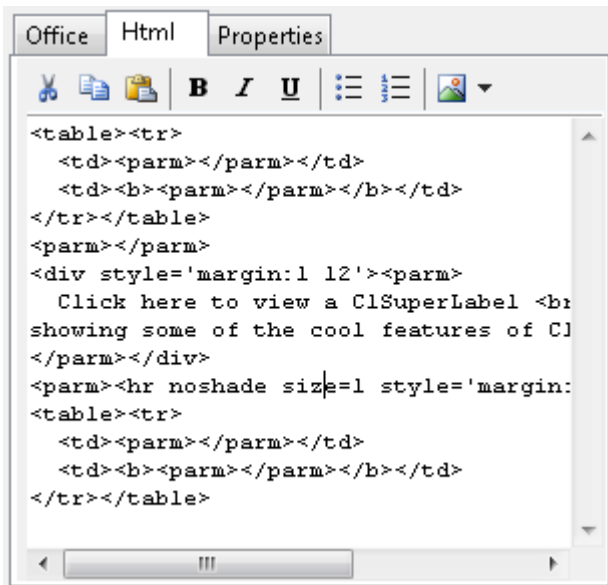 Office Html Properties
B I U
<table><tr>
  <td><parm></parm></td>
  <td><b><parm></parm></b></td>
</tr></table>
<parm></parm>
<div style='margin:1 12'><parm>
  Click here to view a C1SuperLabel <br
showing some of the cool features of C1
</parm></div>
<parm><hr noshade size=1 style='margin:
<table><tr>
  <td><parm></parm></td>
  <td><b><parm></parm></b></td>
</tr></table>